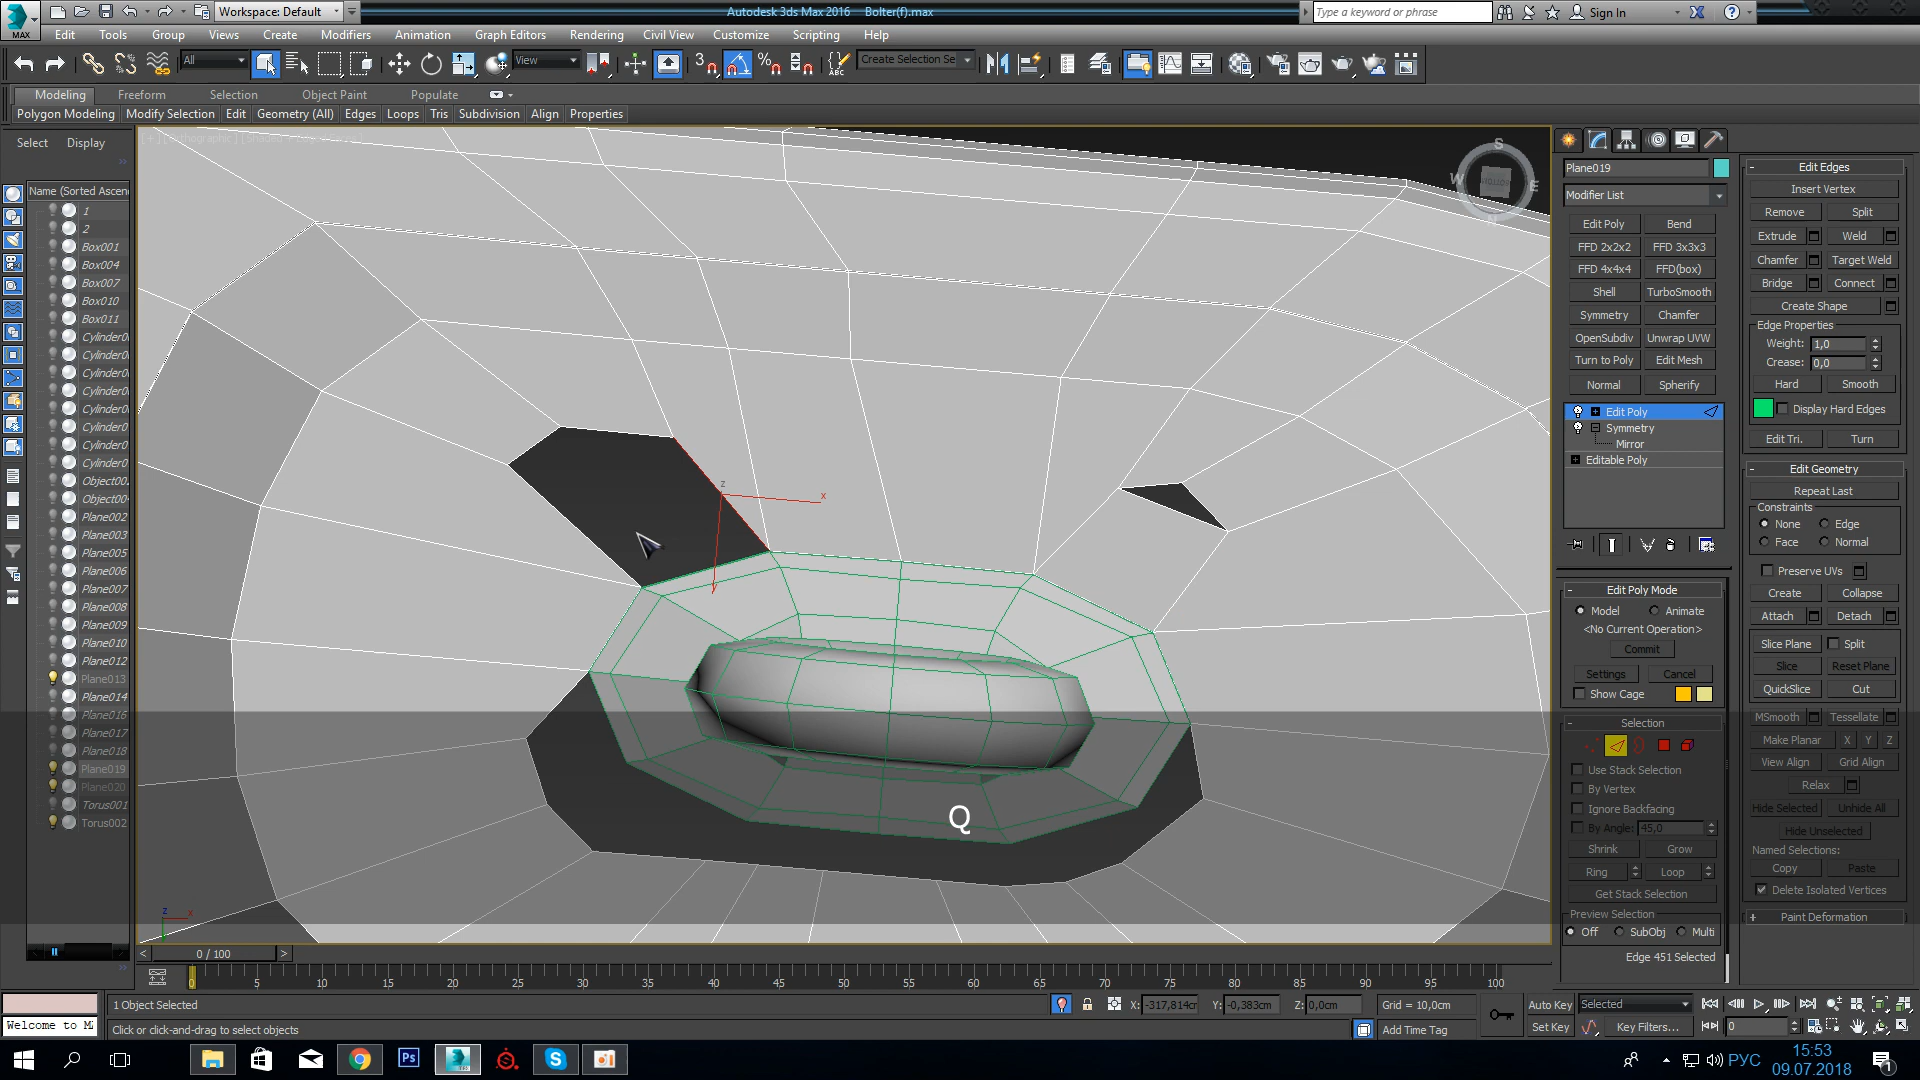 Workspace: Default
Autodesk 3ds Max 2016 Bolter(f).max
Type a keyword or phrase
Sign In
MAX
Edit Tools Group Views Create Modifiers Animation Graph Editors Rendering Civil View Customize Scripting Help
All
View
Create Selection Se
Modeling Freeform Selection Object Paint Populate
Polygon Modeling Modify Selection Edit Geometry (All) Edges Loops Tris Subdivision Align Properties
Select Display
Name (Sorted Ascen
1
2
Box001
Box004
Box007
Box010
Box011
Cylinder0
Cylinder0
Cylinder0
Cylinder0
Cylinder0
Cylinder0
Cylinder0
Cylinder0
Object00
Object00
Plane002
Plane003
Plane005
Plane006
Plane007
Plane008
Plane009
Plane010
Plane012
Plane013
Plane014
Plane016
Plane017
Plane018
Plane019
Plane020
Torus001
Torus002
S
W
E
z
x
Q
z
x
Plane019
Modifier List
Edit Poly Bend
FFD 2x2x2 FFD 3x3x3
FFD 4x4x4 FFD(box)
Shell TurboSmooth
Symmetry Chamfer
OpenSubdiv Unwrap UVW
Turn to Poly Edit Mesh
Normal Spherify
Edit Poly
Symmetry
Mirror
Editable Poly
Edit Poly Mode
Model Animate
<No Current Operation>
Commit
Settings Cancel
Show Cage
Selection
Use Stack Selection
By Vertex
Ignore Backfacing
By Angle: 45,0
Shrink Grow
Ring Loop
Get Stack Selection
Preview Selection
Off SubObj Multi
Edge 451 Selected
Edit Edges
Insert Vertex
Remove Split
Extrude Weld
Chamfer Target Weld
Bridge Connect
Create Shape
Edge Properties
Weight: 1,0
Crease: 0,0
Hard Smooth
Display Hard Edges
Edit Tri. Turn
Edit Geometry
Repeat Last
Constraints
None Edge
Face Normal
Preserve UVs
Create Collapse
Attach Detach
Slice Plane Split
Slice Reset Plane
QuickSlice Cut
MSmooth Tessellate
Make Planar X Y Z
View Align Grid Align
Relax
Hide Selected Unhide All
Hide Unselected
Named Selections:
Copy Paste
Delete Isolated Vertices
Paint Deformation
0 / 100
0 5 10 15 20 25 30 35 40 45 50 55 60 65 70 75 80 85 90 95 100
1 Object Selected
X: -317,814cm Y: -0,383cm Z: 0,0cm Grid = 10,0cm
Auto Key Selected
Welcome to M
Click or click-and-drag to select objects
Add Time Tag
Set Key Key Filters... 0
РУС
15:53
09.07.2018
1